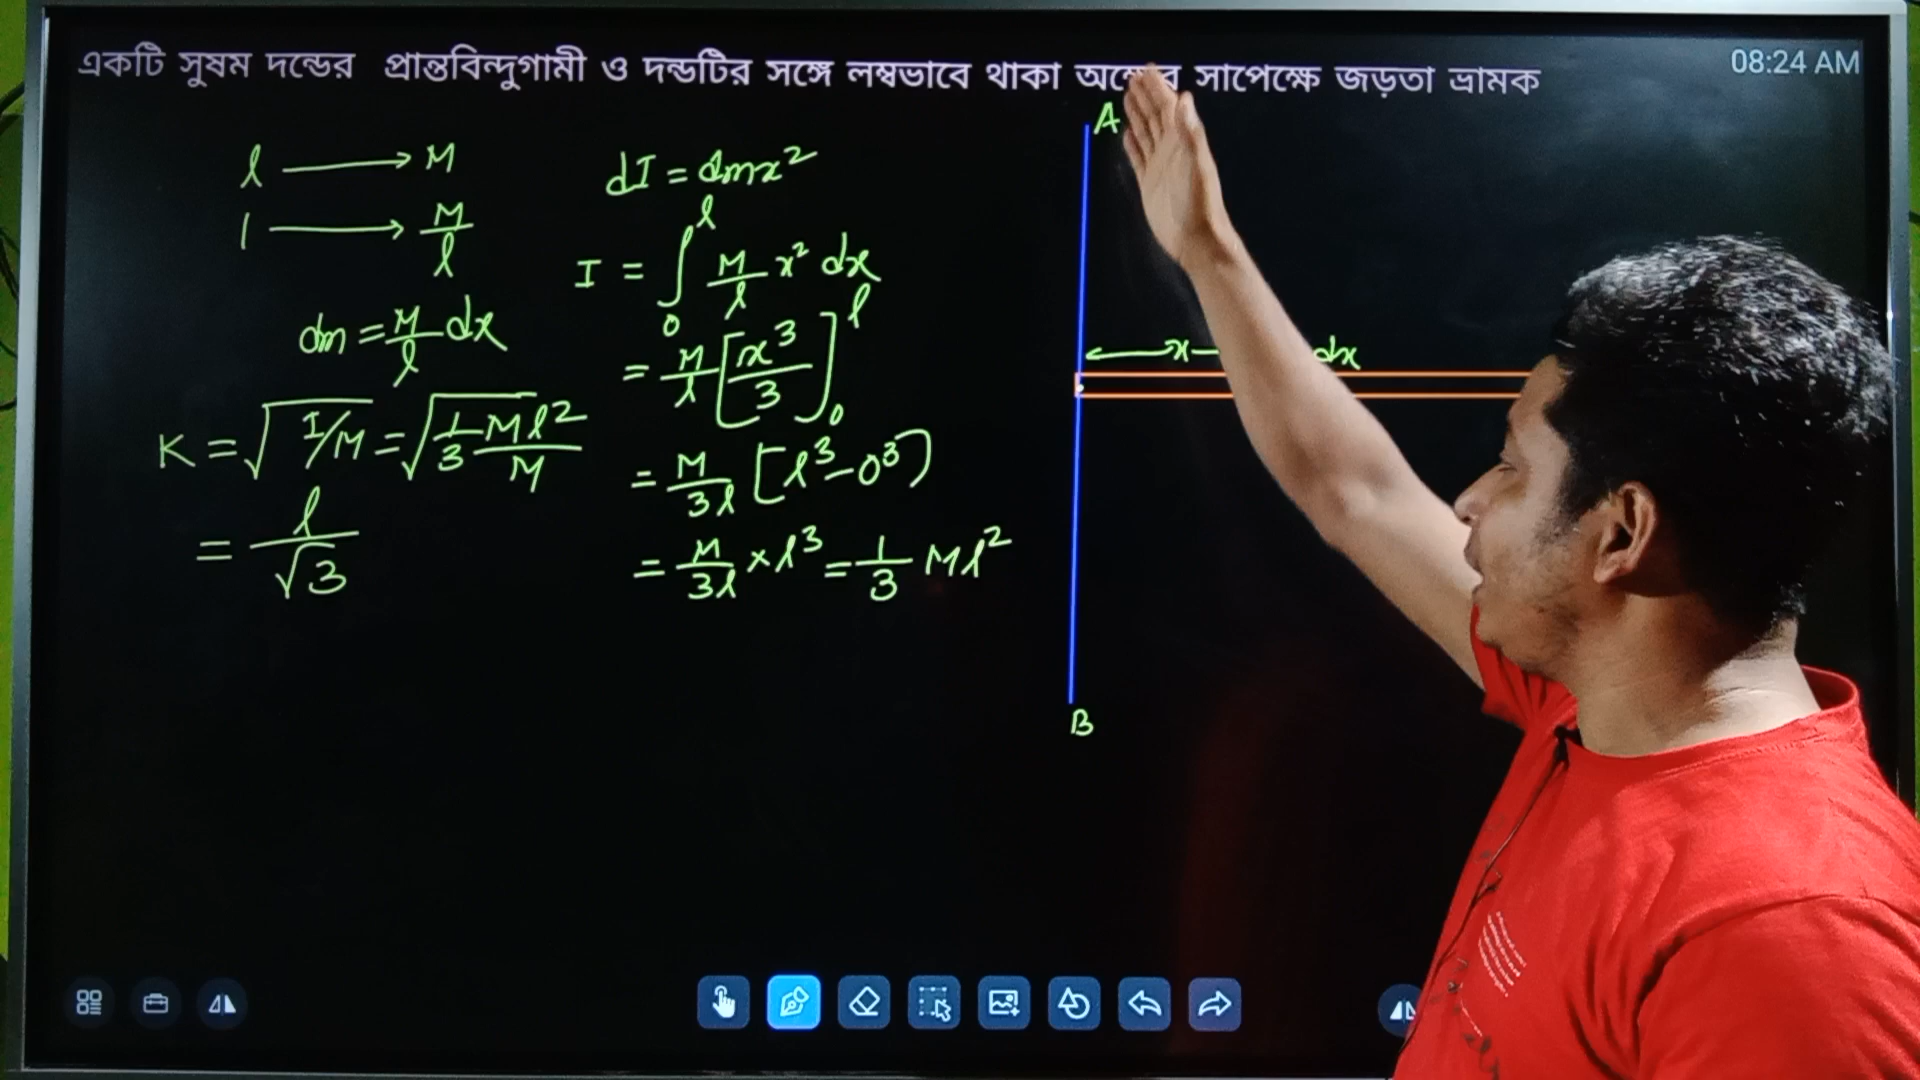 একটি সুষম দন্ডের প্রান্তবিন্দুগামী ও দন্ডটির সঙ্গে লম্বভাবে থাকা অক্ষের সাপেক্ষে জড়তা ভ্রামক
08:24 AM
l ⟶ M
1 ⟶ M/l
dm = M/l dx
K = √(I/M) = √(1/3 Ml²/M)
= l/√3
dI = dmx²
I = ∫₀ˡ M/l x² dx
= M/l [x³/3]₀ˡ
= M/3l [l³-0³]
= M/3l × l³ = 1/3 Ml²
A
x
dx
B